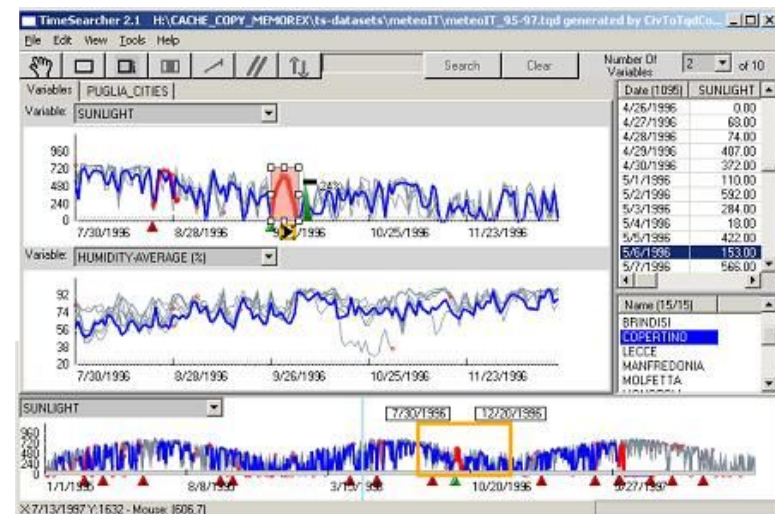 TimeSearcher 2.1 H:\CACHE_COPY_MEMOREX\ts-datasets\meteoIT\meteoIT_95-97.tqd generated by CivToTqdCo...
File Edit View Tools Help
Search Clear Number Of Variables 2 of 10
Variables PUGLIA_CITIES
Variable: SUNLIGHT
960
720
480
240
0
24%
7/30/1996 8/28/1996 /1996 10/25/1996 11/23/1996
Variable: HUMIDITY-AVERAGE (%)
92
74
56
38
20
7/30/1996 8/28/1996 9/26/1996 10/25/1996 11/23/1996
Date (1095) SUNLIGHT
4/26/1996 0.00
4/27/1996 68.00
4/28/1996 74.00
4/29/1996 407.00
4/30/1996 372.00
5/1/1996 110.00
5/2/1996 592.00
5/3/1996 284.00
5/4/1996 18.00
5/5/1996 422.00
5/6/1996 153.00
5/7/1996 566.00
Name (15/15)
BRINDISI
COPERTINO
LECCE
MANFREDONIA
MOLFETTA
SUNLIGHT
7/30/1996 12/20/1996
960
720
480
240
1/1/1995 8/8/1995 10/20/1996 5/27/1997
X:7/13/1997 Y:1632 - Mouse: (606,7)